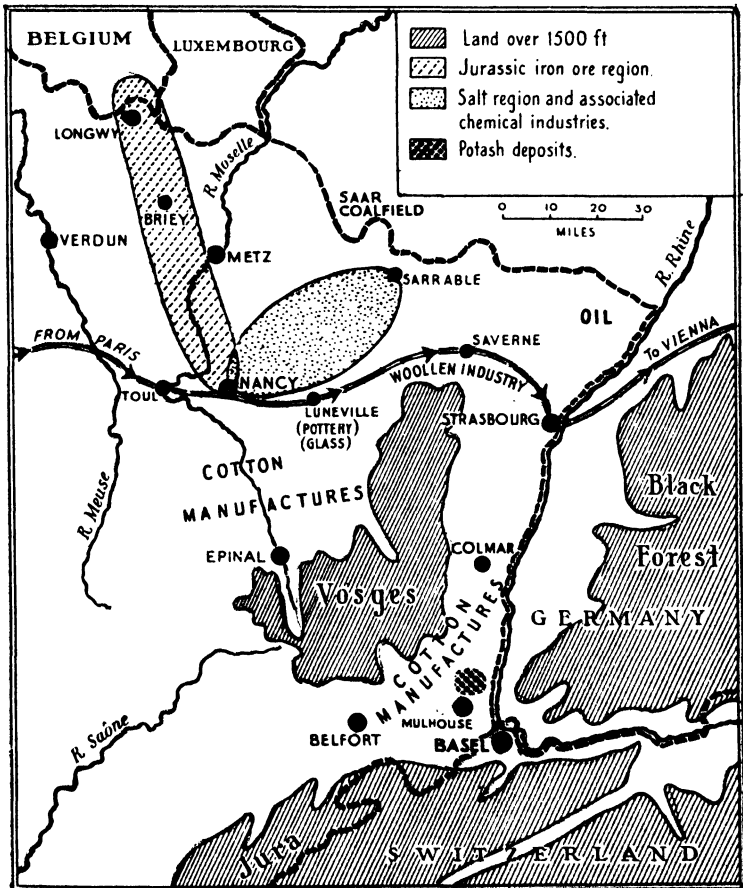 BELGIUM
LUXEMBOURG
Land over 1500 ft
Jurassic iron ore region.
Salt region and associated
chemical industries.
Potash deposits.
0 10 20 30
MILES
LONGWY
R. Moselle
BRIEY
SAAR
COALFIELD
VERDUN
METZ
SARRABLE
R. Rhine
OIL
FROM PARIS
SAVERNE
TO VIENNA
TOUL
NANCY
WOOLLEN INDUSTRY
LUNEVILLE
(POTTERY)
(GLASS)
STRASBOURG
R. Meuse
COTTON
MANUFACTURES
Black
Forest
EPINAL
COLMAR
Vosges
GERMANY
COTTON
MANUFACTURES
MULHOUSE
BELFORT
BASEL
R. Saône
Jura
SWITZERLAND